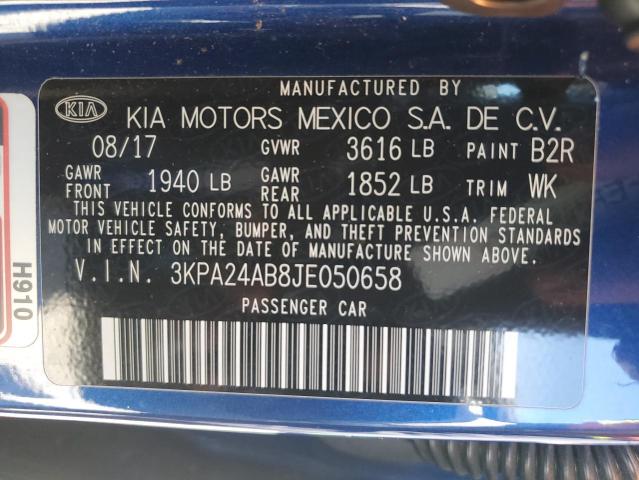 MANUFACTURED BY
KIA KIA MOTORS MEXICO S.A. DE C.V.
08/17 GVWR 3616 LB PAINT B2R
GAWR FRONT 1940 LB GAWR REAR 1852 LB TRIM WK
THIS VEHICLE CONFORMS TO ALL APPLICABLE U.S.A. FEDERAL
MOTOR VEHICLE SAFETY, BUMPER, AND THEFT PREVENTION STANDARDS
IN EFFECT ON THE DATE OF MANUFACTURE SHOWN ABOVE.
V.I.N. 3KPA24AB8JE050658
PASSENGER CAR
H910